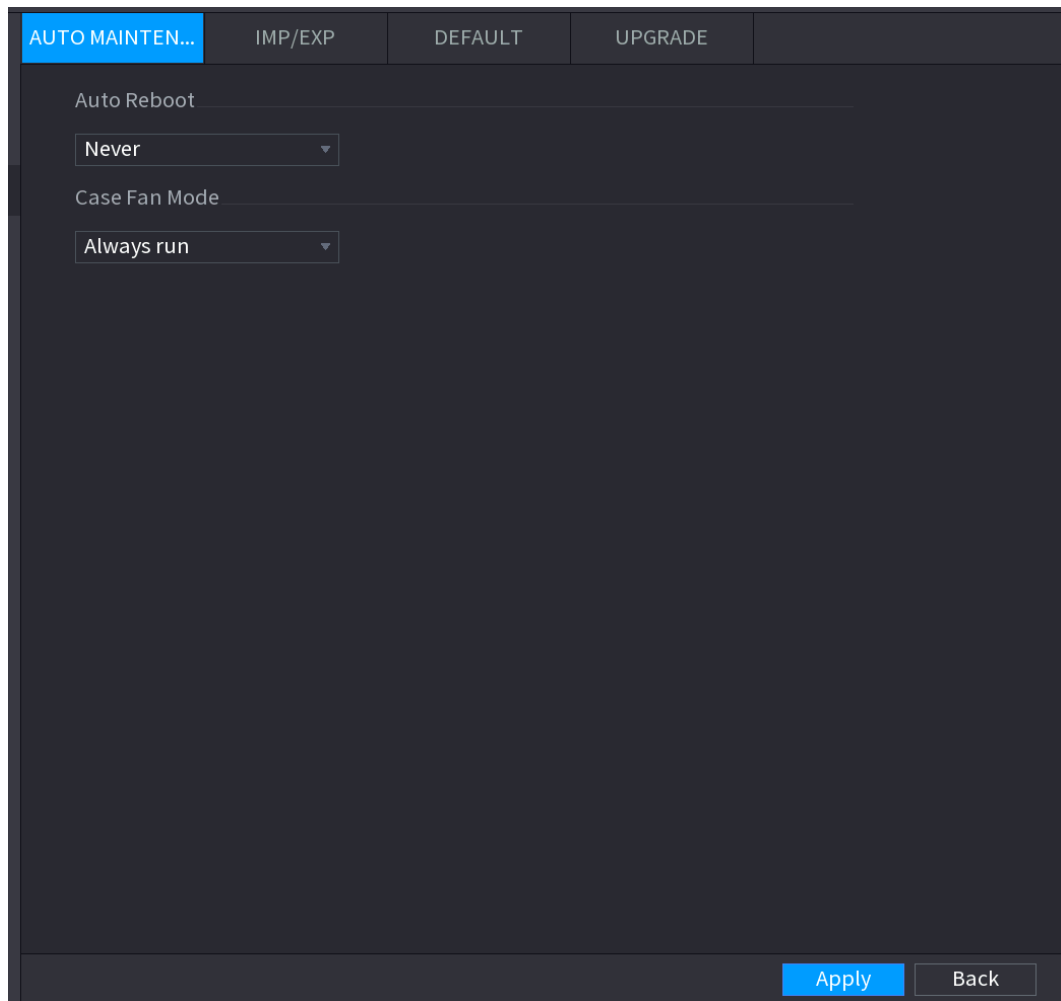 AUTO MAINTEN... IMP/EXP DEFAULT UPGRADE
Auto Reboot
Never
Case Fan Mode
Always run
Apply Back